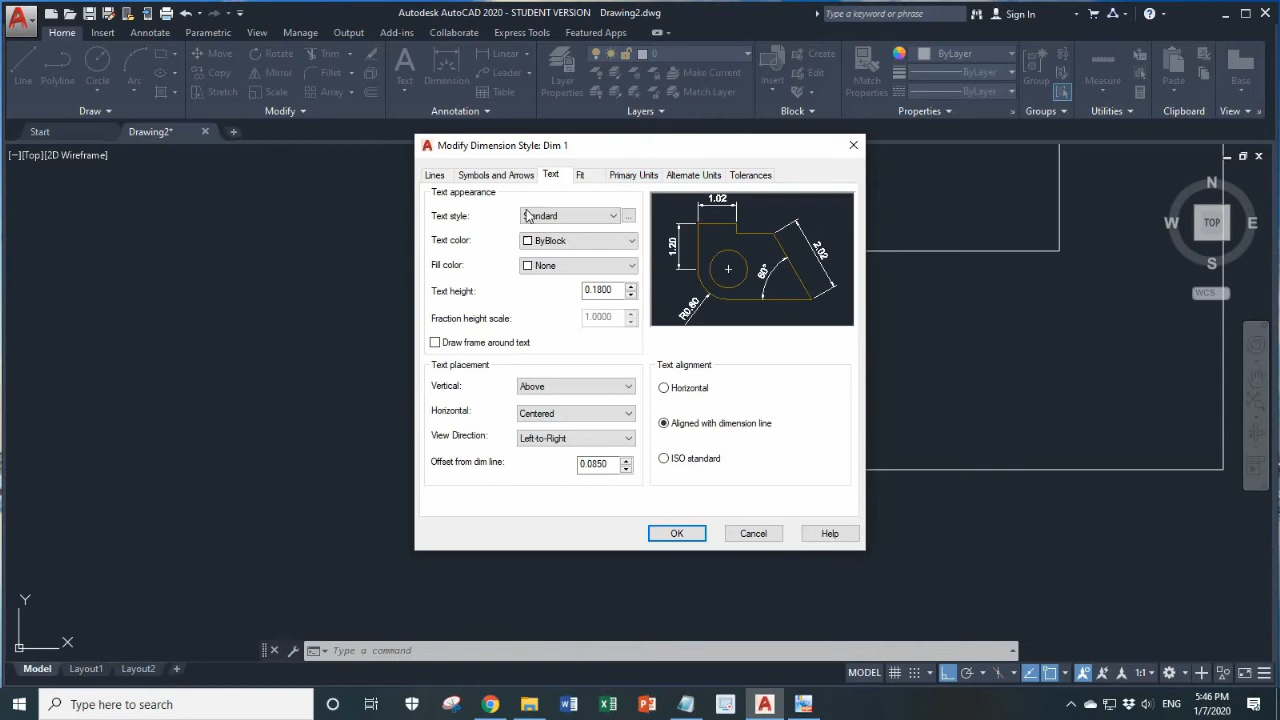 Autodesk AutoCAD 2020 - STUDENT VERSION Drawing2.dwg
Type a keyword or phrase
Sign In
Home Insert Annotate Parametric View Manage Output Add-ins Collaborate Express Tools Featured Apps
Line Polyline Circle Arc
Move Rotate Trim
Copy Mirror Fillet
Stretch Scale Array
Text Dimension
Linear
Leader
Table
Layer Properties
0
Make Current
Match Layer
Insert
Create
Edit
Match Properties
ByLayer
ByLayer
ByLayer
Group
Measure
Paste
Base
Draw Modify Annotation Layers Block Properties Groups Utilities Clipboard View
Start Drawing2*
[−][Top][2D Wireframe]
Modify Dimension Style: Dim 1
Lines Symbols and Arrows Text Fit Primary Units Alternate Units Tolerances
Text appearance
Text style:
Text color: ByBlock
Fill color: None
Text height: 0.1800
Fraction height scale: 1.0000
Draw frame around text
1.02
1.20
2.02
60°
R0.80
Text placement
Vertical: Above
Horizontal: Centered
View Direction: Left-to-Right
Offset from dim line: 0.0850
Text alignment
Horizontal
Aligned with dimension line
ISO standard
OK Cancel Help
N
W TOP E
S
WCS
Y
X
Type a command
Model Layout1 Layout2 +
MODEL 1:1
Type here to search
ENG
5:46 PM
1/7/2020